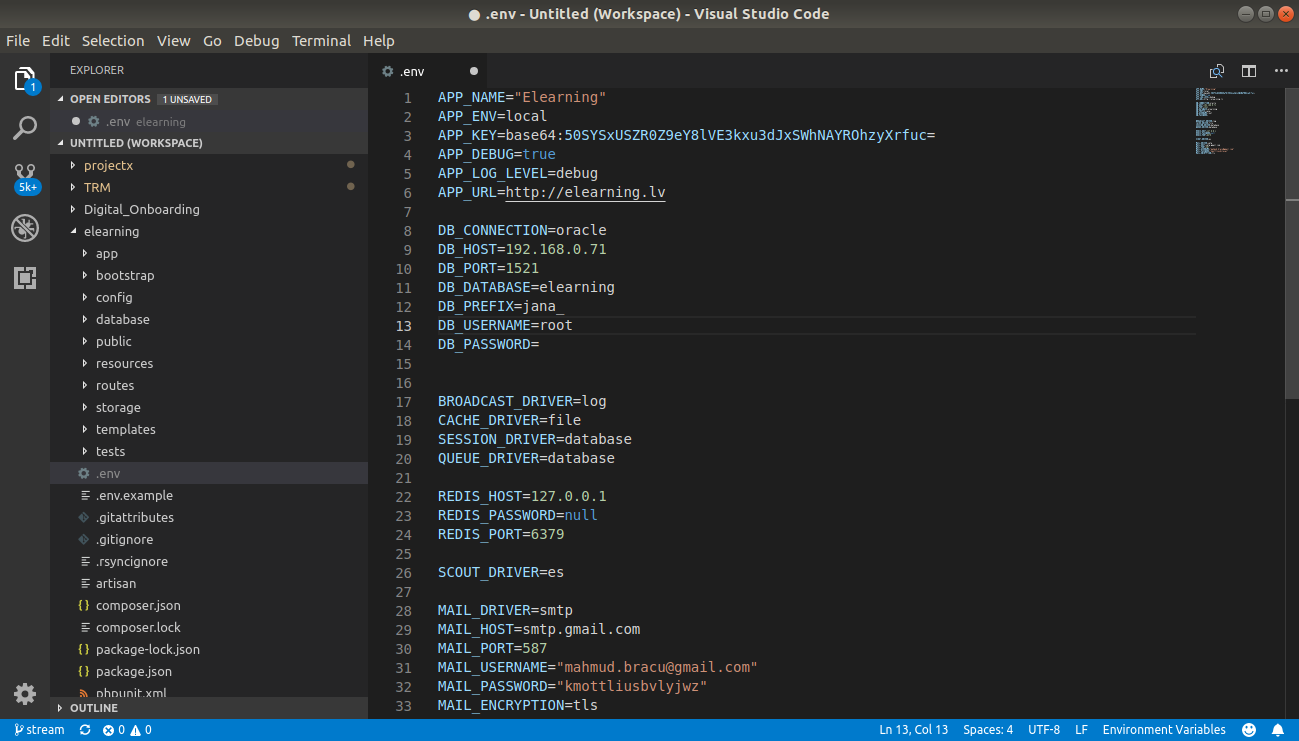 .env - Untitled (Workspace) - Visual Studio Code
File Edit Selection View Go Debug Terminal Help
EXPLORER
OPEN EDITORS 1 UNSAVED
.env elearning
UNTITLED (WORKSPACE)
projectx
TRM
Digital_Onboarding
elearning
app
bootstrap
config
database
public
resources
routes
storage
templates
tests
.env
.env.example
.gitattributes
.gitignore
.rsyncignore
artisan
composer.json
composer.lock
package-lock.json
package.json
phpunit.xml
OUTLINE
1
5k+
.env
1 APP_NAME="Elearning"
2 APP_ENV=local
3 APP_KEY=base64:50SYSxUSZR0Z9eY8lVE3kxu3dJxSWhNAYROhzyXrfuc=
4 APP_DEBUG=true
5 APP_LOG_LEVEL=debug
6 APP_URL=http://elearning.lv
7
8 DB_CONNECTION=oracle
9 DB_HOST=192.168.0.71
10 DB_PORT=1521
11 DB_DATABASE=elearning
12 DB_PREFIX=jana_
13 DB_USERNAME=root
14 DB_PASSWORD=
15
16
17 BROADCAST_DRIVER=log
18 CACHE_DRIVER=file
19 SESSION_DRIVER=database
20 QUEUE_DRIVER=database
21
22 REDIS_HOST=127.0.0.1
23 REDIS_PASSWORD=null
24 REDIS_PORT=6379
25
26 SCOUT_DRIVER=es
27
28 MAIL_DRIVER=smtp
29 MAIL_HOST=smtp.gmail.com
30 MAIL_PORT=587
31 MAIL_USERNAME="mahmud.bracu@gmail.com"
32 MAIL_PASSWORD="kmottliusbvlyjwz"
33 MAIL_ENCRYPTION=tls
stream 0 0 Ln 13, Col 13 Spaces: 4 UTF-8 LF Environment Variables